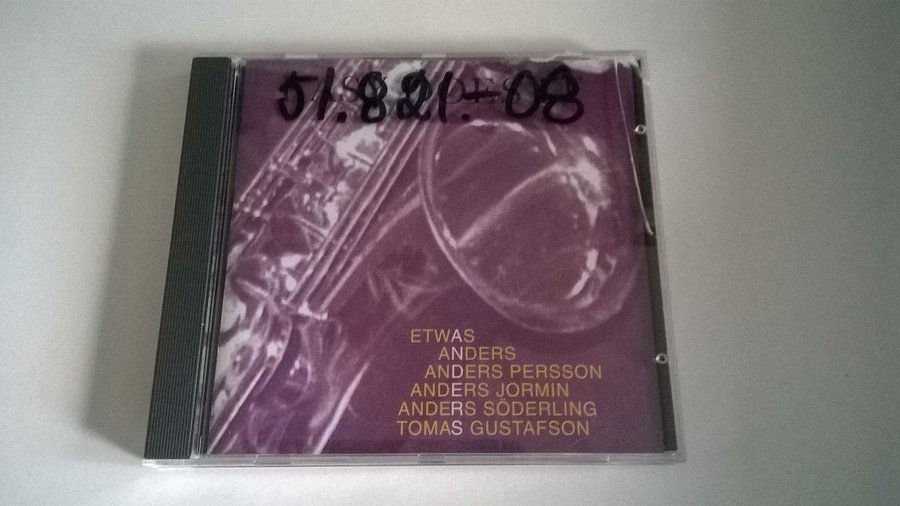 51.821-08
ETWAS
ANDERS
ANDERS PERSSON
ANDERS JORMIN
ANDERS SÖDERLING
TOMAS GUSTAFSON